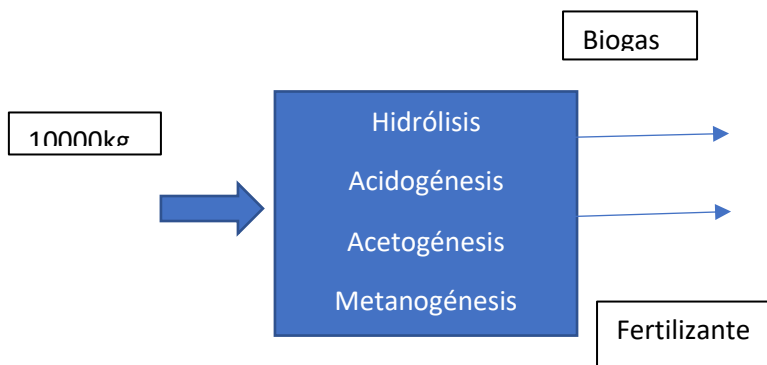 Biogas
10000kg
Hidrólisis
Acidogénesis
Acetogénesis
Metanogénesis
Fertilizante